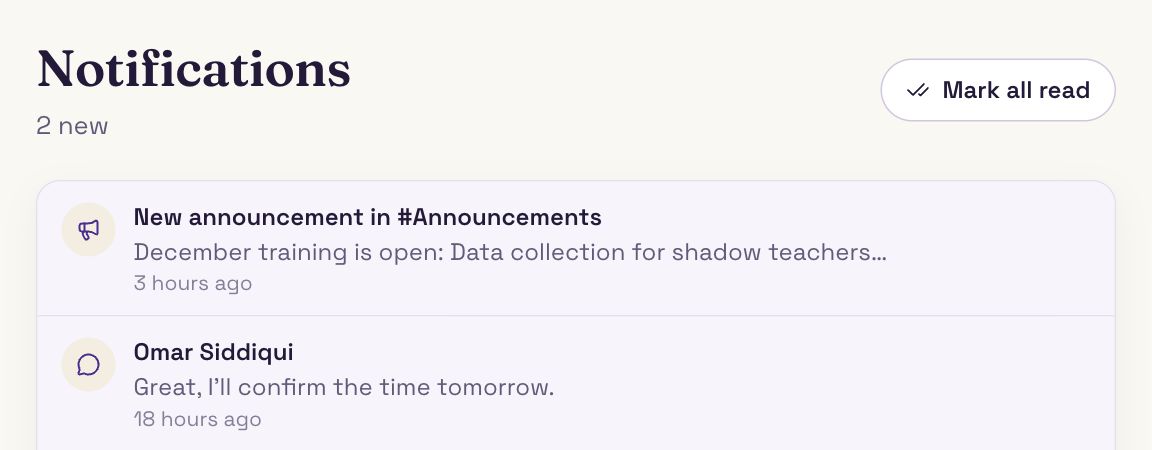 Notifications
2 new
Mark all read
New announcement in #Announcements
December training is open: Data collection for shadow teachers...
3 hours ago
Omar Siddiqui
Great, I'll confirm the time tomorrow.
18 hours ago